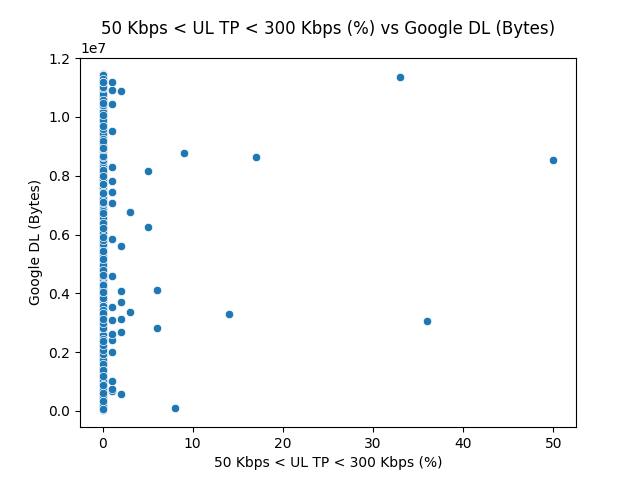 50 Kbps < UL TP < 300 Kbps (%) vs Google DL (Bytes)
1e7
1.2
1.0
0.8
0.6
0.4
0.2
0.0
Google DL (Bytes)
0 10 20 30 40 50
50 Kbps < UL TP < 300 Kbps (%)